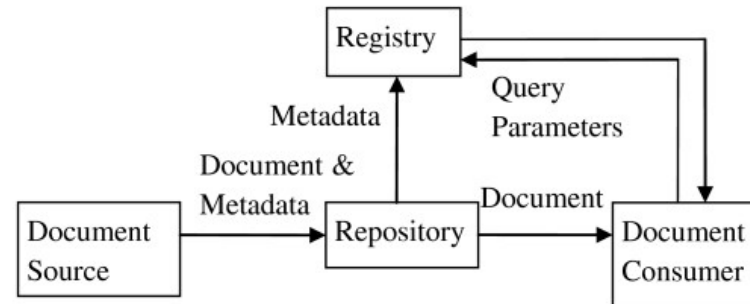 Registry
Query
Parameters
Metadata
Document &
Metadata
Document
Document
Source
Repository
Document
Consumer